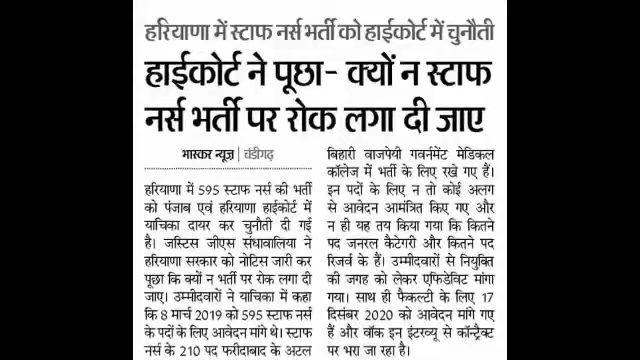 हरियाणा में स्टाफ नर्स भर्ती को हाईकोर्ट में चुनौती
हाईकोर्ट ने पूछा- क्यों न स्टाफ
नर्स भर्ती पर रोक लगा दी जाए
भास्कर न्यूज | चंडीगढ़
हरियाणा में 595 स्टाफ नर्स की भर्ती
को पंजाब एवं हरियाणा हाईकोर्ट में
याचिका दायर कर चुनौती दी गई
है। जस्टिस जीएस संधावालिया ने
हरियाणा सरकार को नोटिस जारी कर
पूछा कि क्यों न भर्ती पर रोक लगा दी
जाए। उम्मीदवारों ने याचिका में कहा
कि 8 मार्च 2019 को 595 स्टाफ नर्स
के पदों के लिए आवेदन मांगे थे। स्टाफ
नर्स के 210 पद फरीदाबाद के अटल
बिहारी वाजपेयी गवर्नमेंट मेडिकल
कॉलेज में भर्ती के लिए रखे गए हैं।
इन पदों के लिए न तो कोई अलग
से आवेदन आमंत्रित किए गए और
न ही यह तय किया गया कि कितने
पद जनरल कैटेगरी और कितने पद
रिजर्व के हैं। उम्मीदवारों से नियुक्ति
की जगह को लेकर एफिडेविट मांगा
गया। साथ ही फैकल्टी के लिए 17
दिसंबर 2020 को आवेदन मांगे गए
हैं और वॉक इन इंटरव्यू से कॉन्ट्रैक्ट
पर भरा जा रहा है।